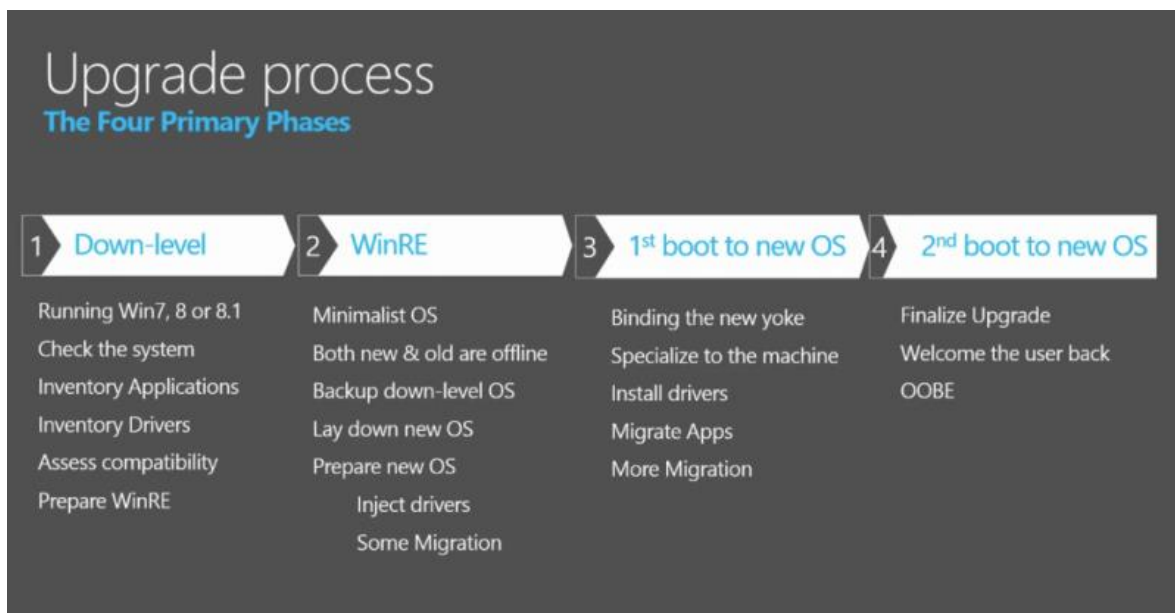 Upgrade process
The Four Primary Phases
1 Down-level
Running Win7, 8 or 8.1
Check the system
Inventory Applications
Inventory Drivers
Assess compatibility
Prepare WinRE
2 WinRE
Minimalist OS
Both new & old are offline
Backup down-level OS
Lay down new OS
Prepare new OS
Inject drivers
Some Migration
3 1st boot to new OS
Binding the new yoke
Specialize to the machine
Install drivers
Migrate Apps
More Migration
4 2nd boot to new OS
Finalize Upgrade
Welcome the user back
OOBE